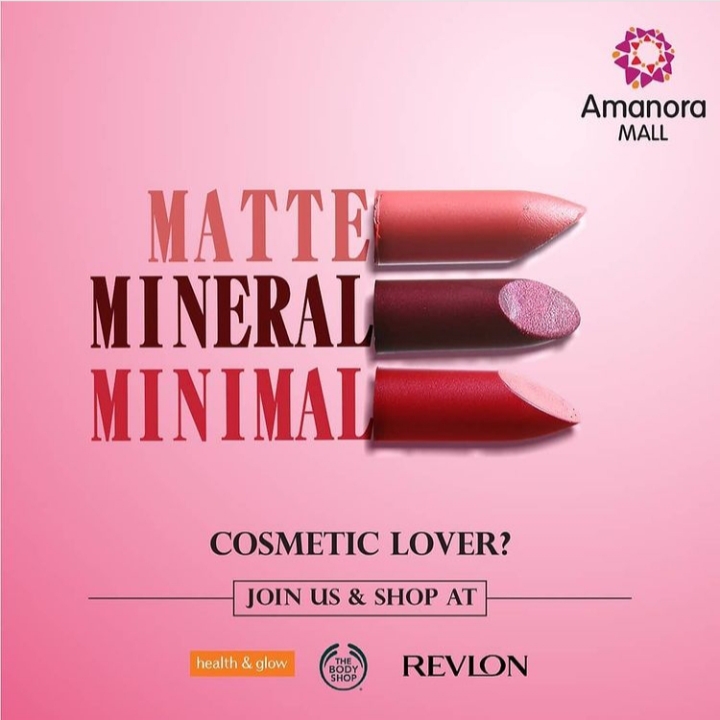 Amanora
MALL
MATTE
MINERAL
MINIMAL
COSMETIC LOVER?
JOIN US & SHOP AT
health & glow
THE
BODY
SHOP
REVLON